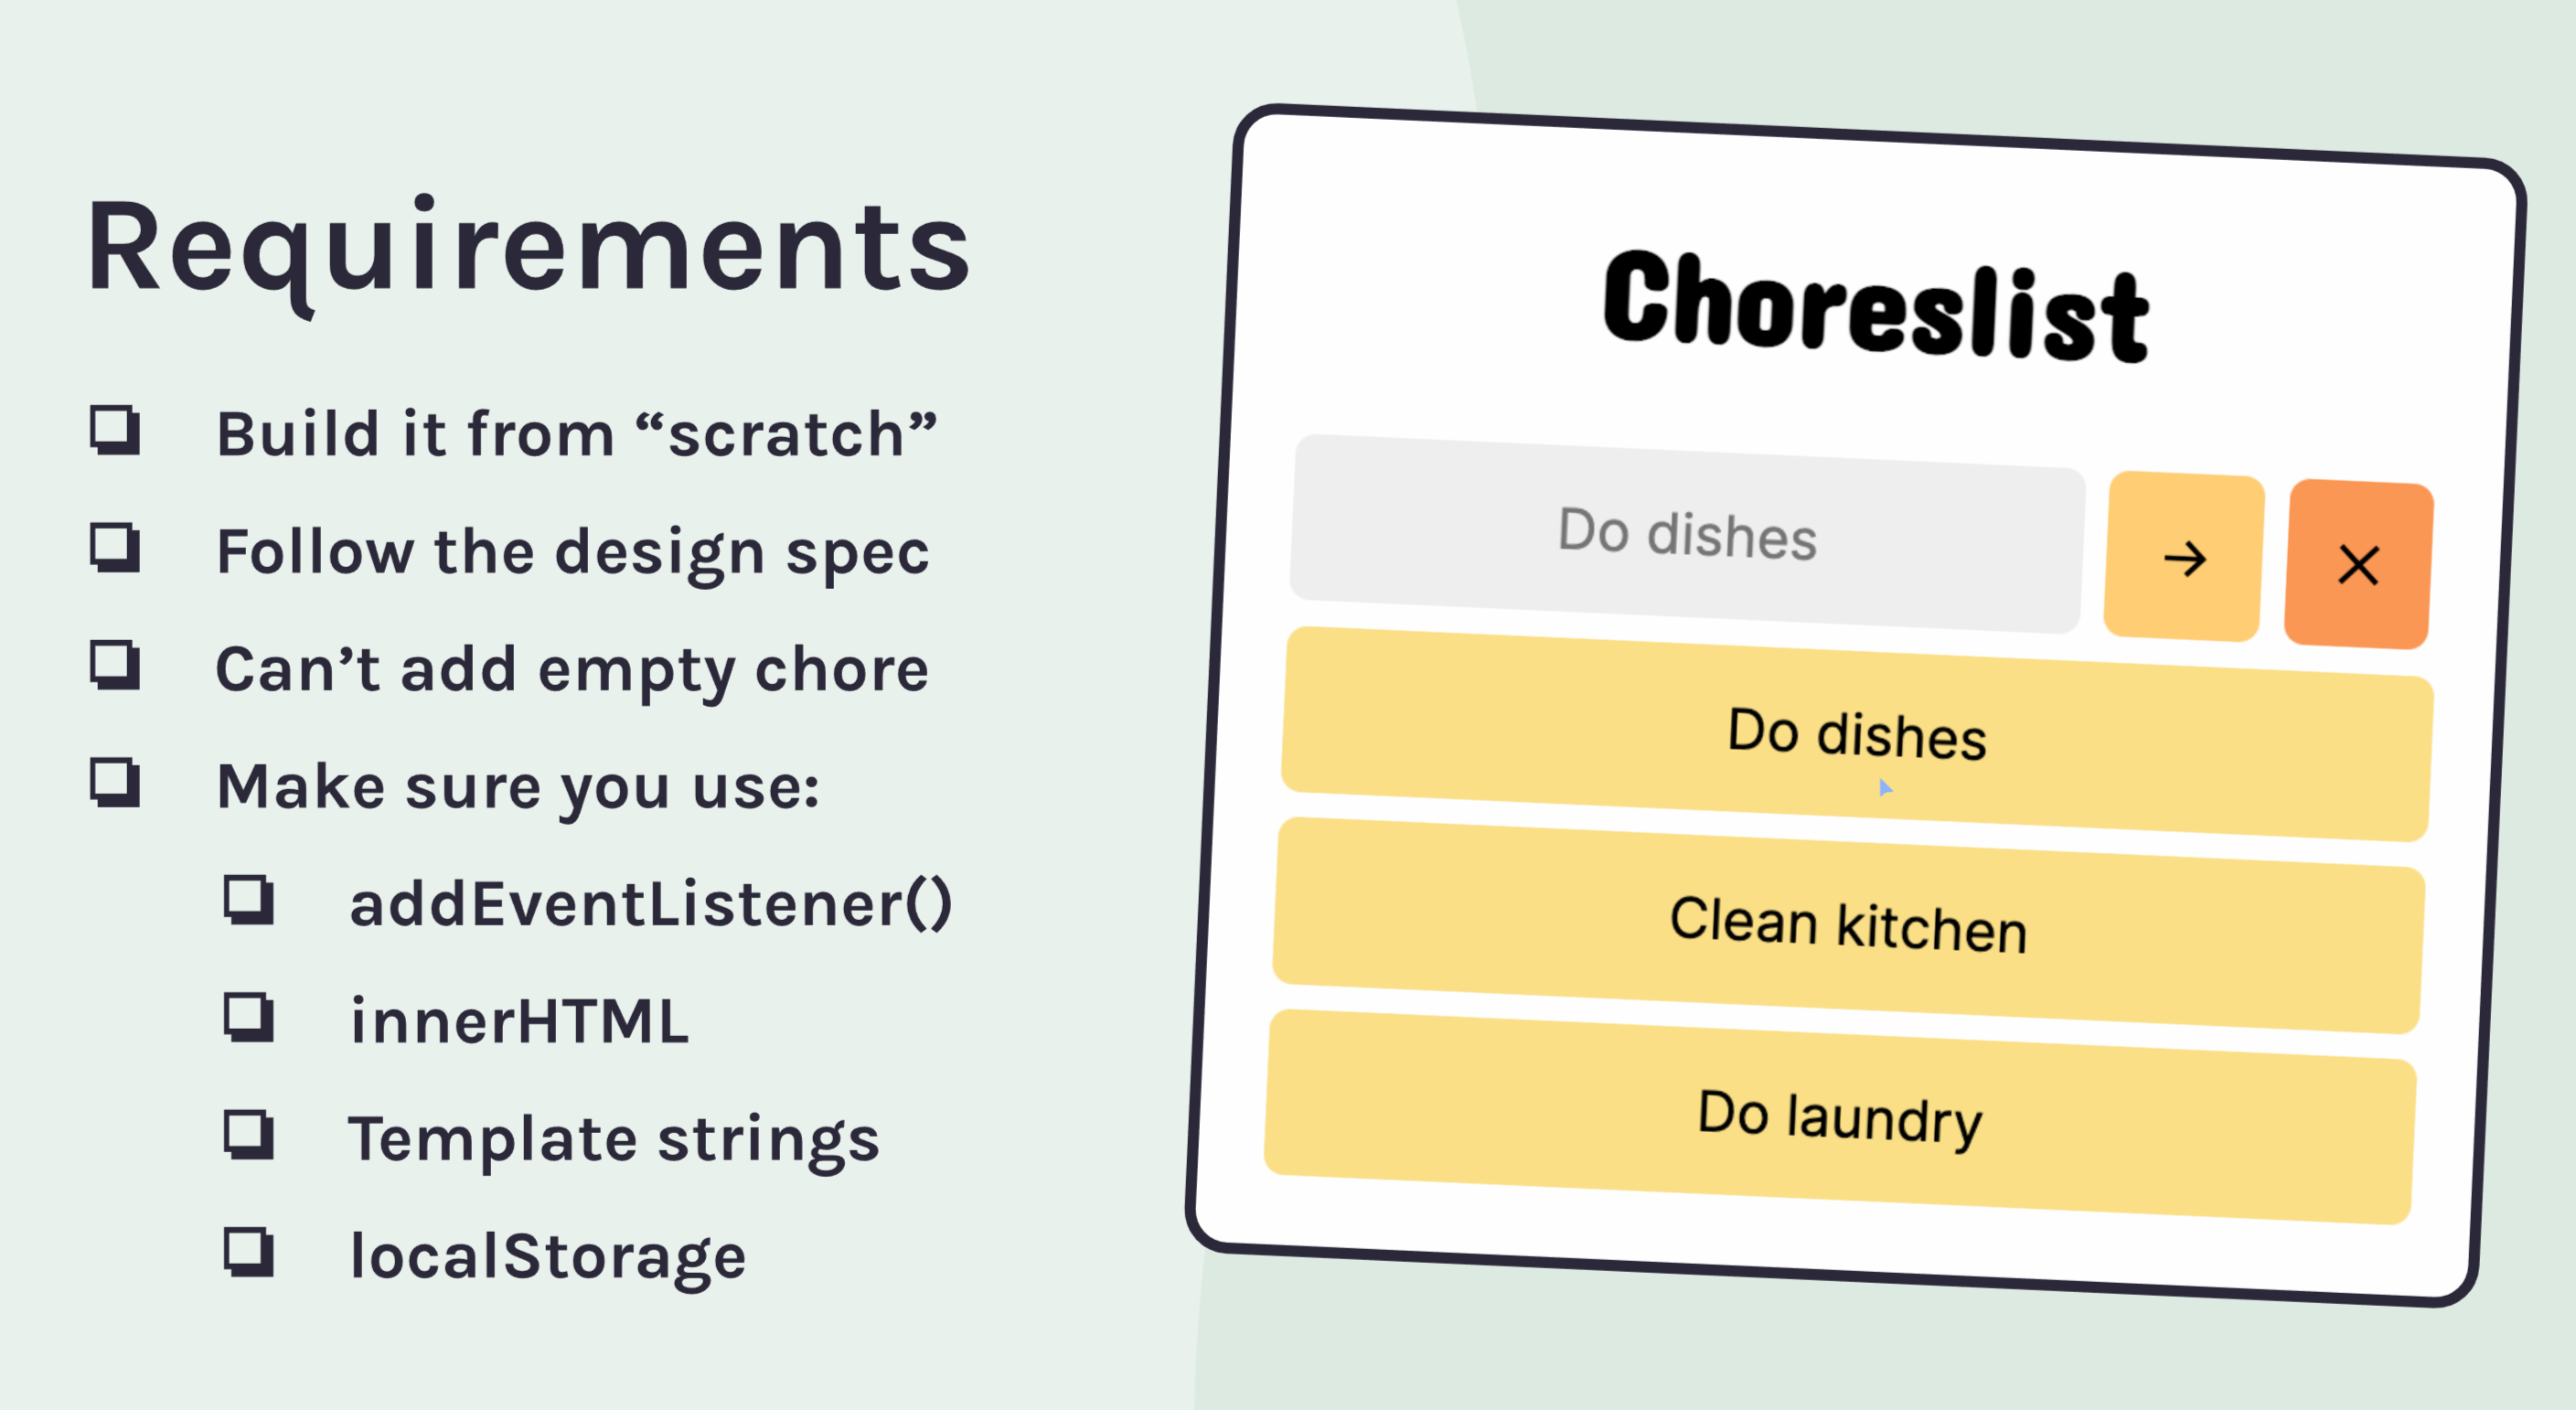 Requirements
Build it from “scratch”
Follow the design spec
Can’t add empty chore
Make sure you use:
addEventListener()
innerHTML
Template strings
localStorage
Choreslist
Do dishes
Do dishes
Clean kitchen
Do laundry